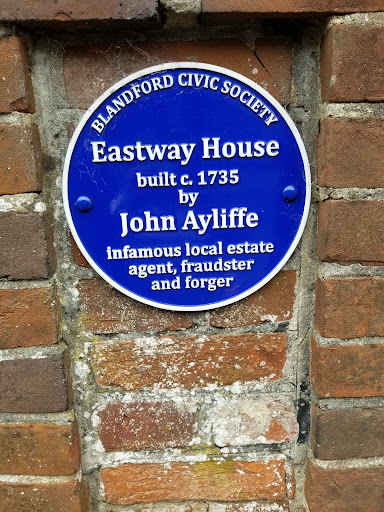 BLANDFORD CIVIC SOCIETY
Eastway House
built c. 1735
by
John Ayliffe
infamous local estate
agent, fraudster
and forger